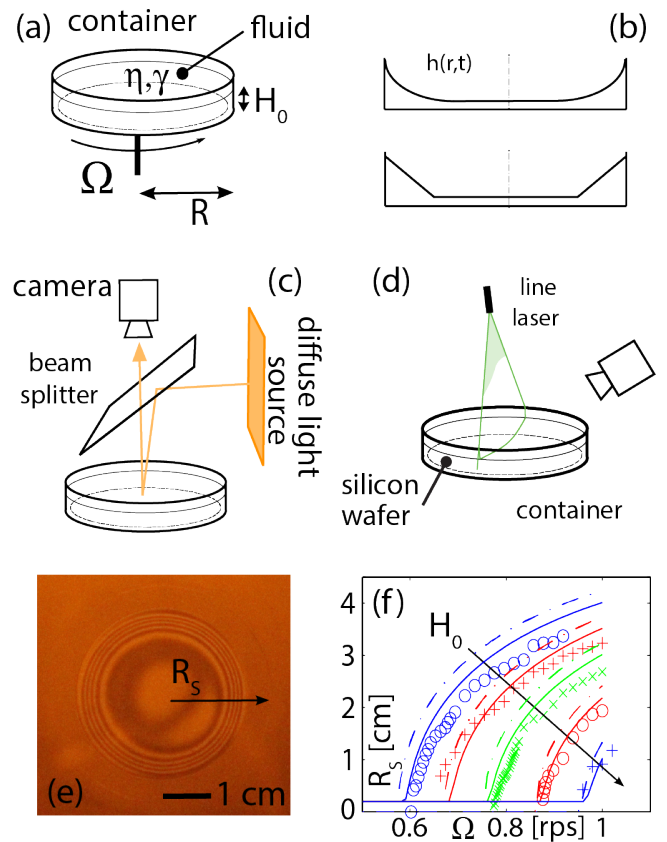 (a)
container
fluid
η,γ
H0
Ω
R
(b)
h(r,t)
(c)
camera
beam
splitter
diffuse light
source
(d)
line
laser
silicon
wafer
container
RS
(e)
1 cm
(f)
H0
RS [cm]
4
3
2
1
0
0.6
0.8
1
Ω [rps]